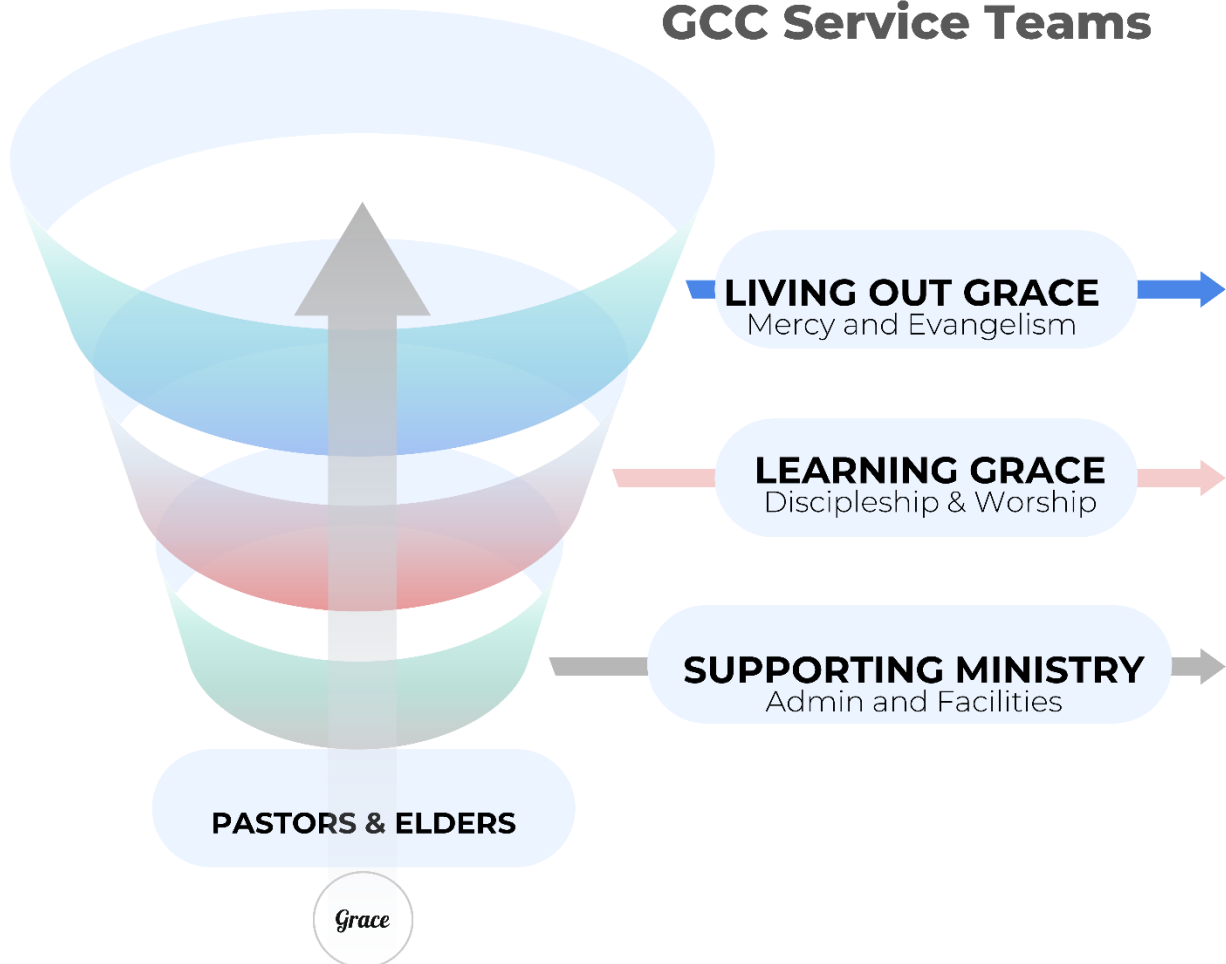 GCC Service Teams
LIVING OUT GRACE
Mercy and Evangelism
LEARNING GRACE
Discipleship & Worship
SUPPORTING MINISTRY
Admin and Facilities
PASTORS & ELDERS
Grace